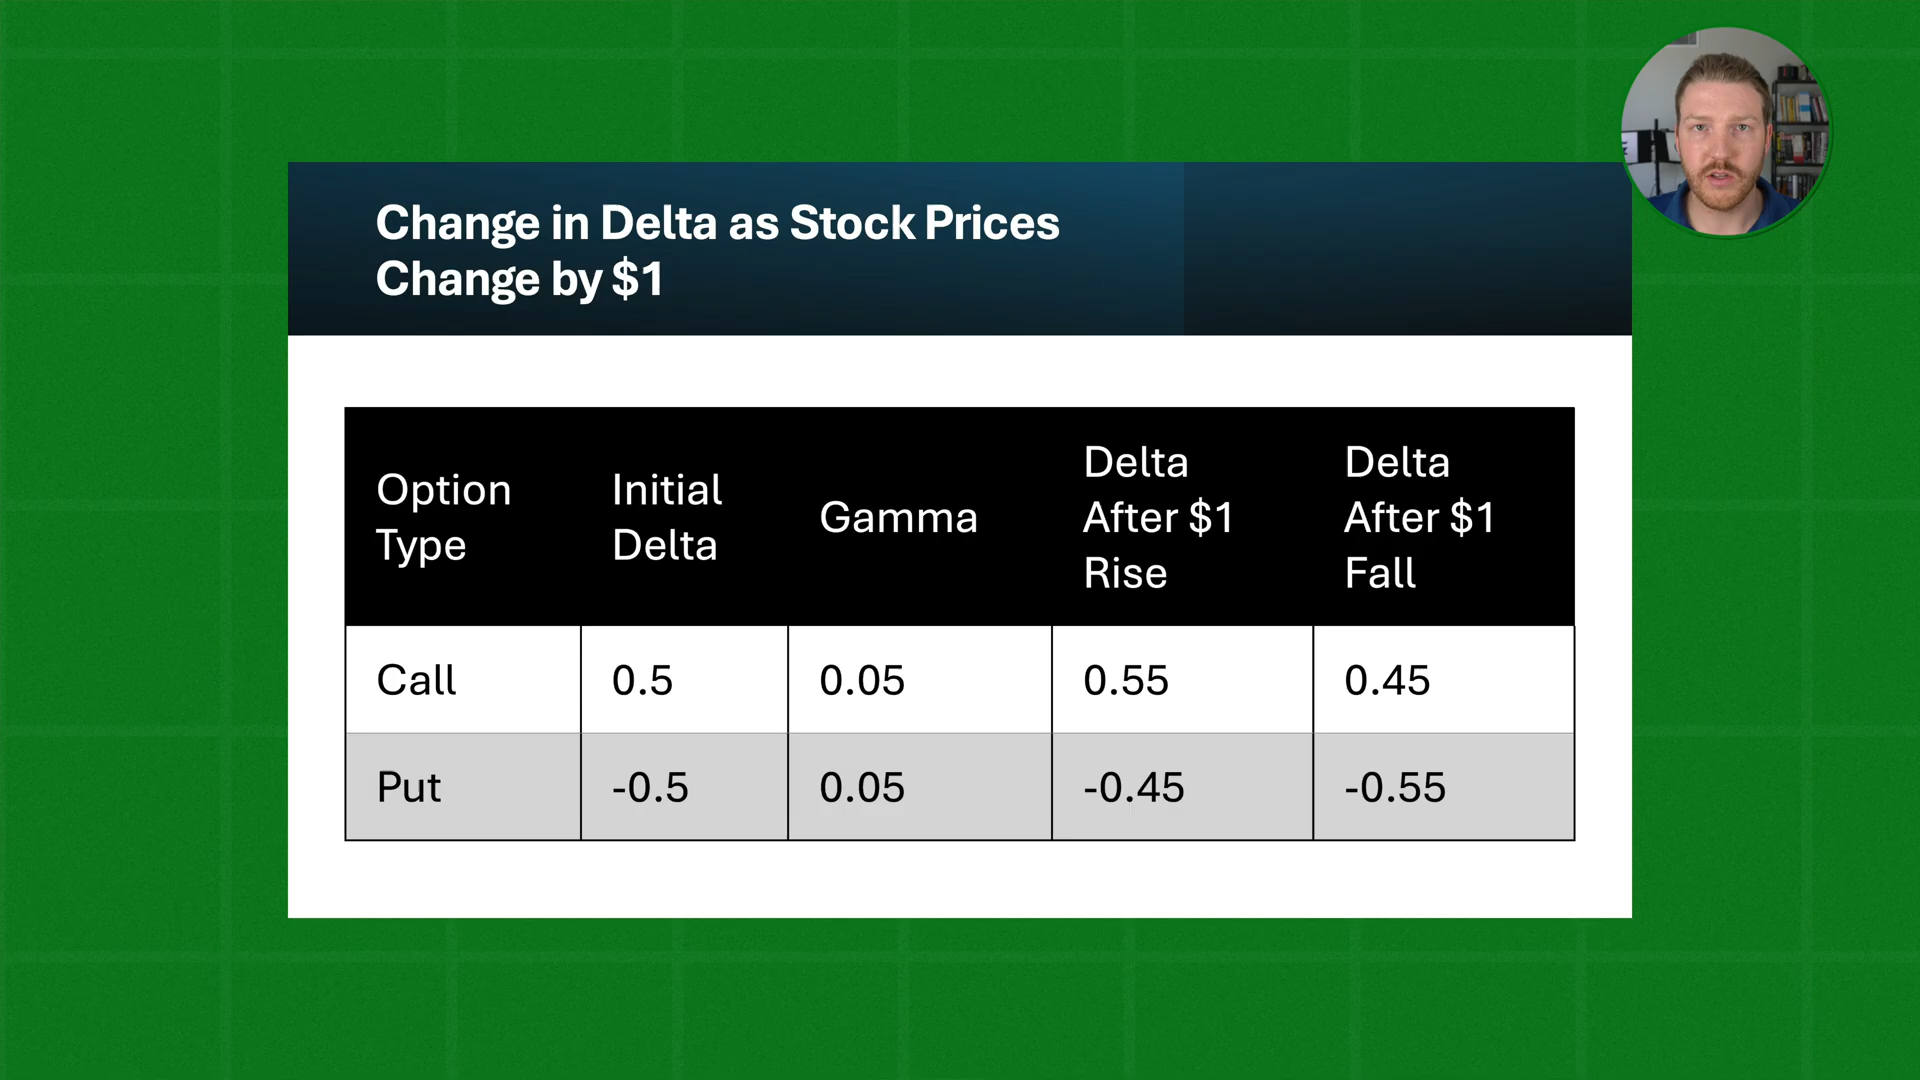 Change in Delta as Stock Prices
Change by $1
Option
Type
Initial
Delta
Gamma
Delta
After $1
Rise
Delta
After $1
Fall
Call 0.5 0.05 0.55 0.45
Put -0.5 0.05 -0.45 -0.55